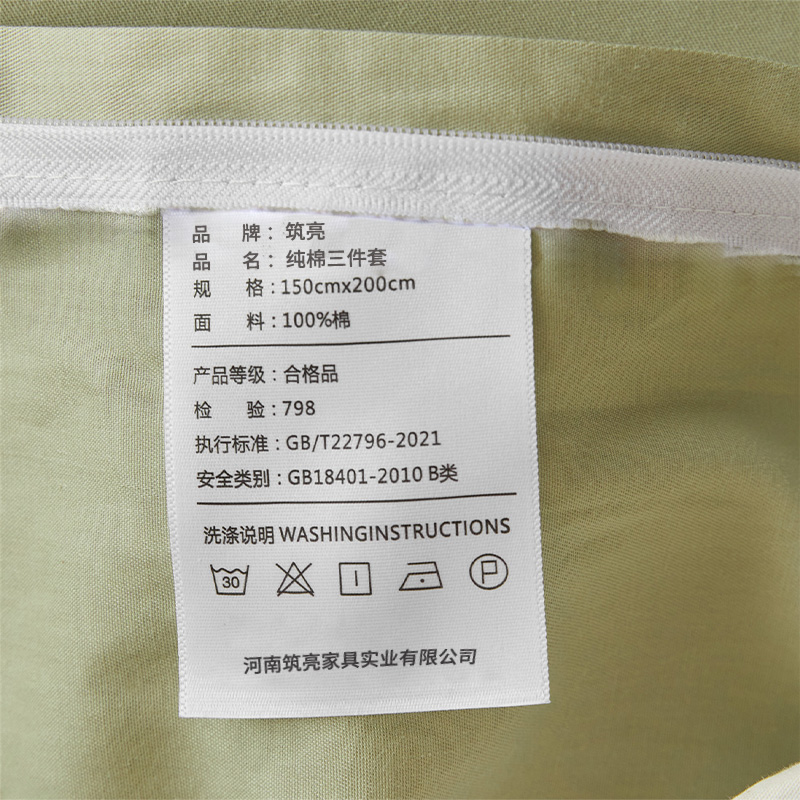 品 牌：筑亮
品 名：纯棉三件套
规 格：150cmx200cm
面 料：100%棉
产品等级：合格品
检 验：798
执行标准：GB/T22796-2021
安全类别：GB18401-2010 B类
洗涤说明 WASHINGINSTRUCTIONS
30 P
河南筑亮家具实业有限公司